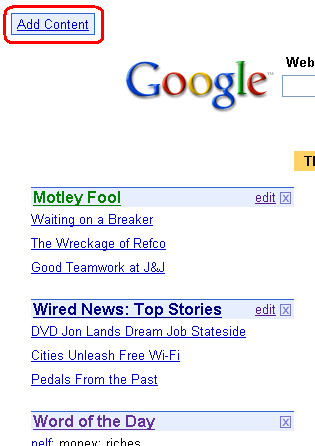 Add Content
Google™
Web
Motley Fool edit X
Waiting on a Breaker
The Wreckage of Refco
Good Teamwork at J&J
Wired News: Top Stories edit X
DVD Jon Lands Dream Job Stateside
Cities Unleash Free Wi-Fi
Pedals From the Past
Word of the Day edit X
pelf: money; riches